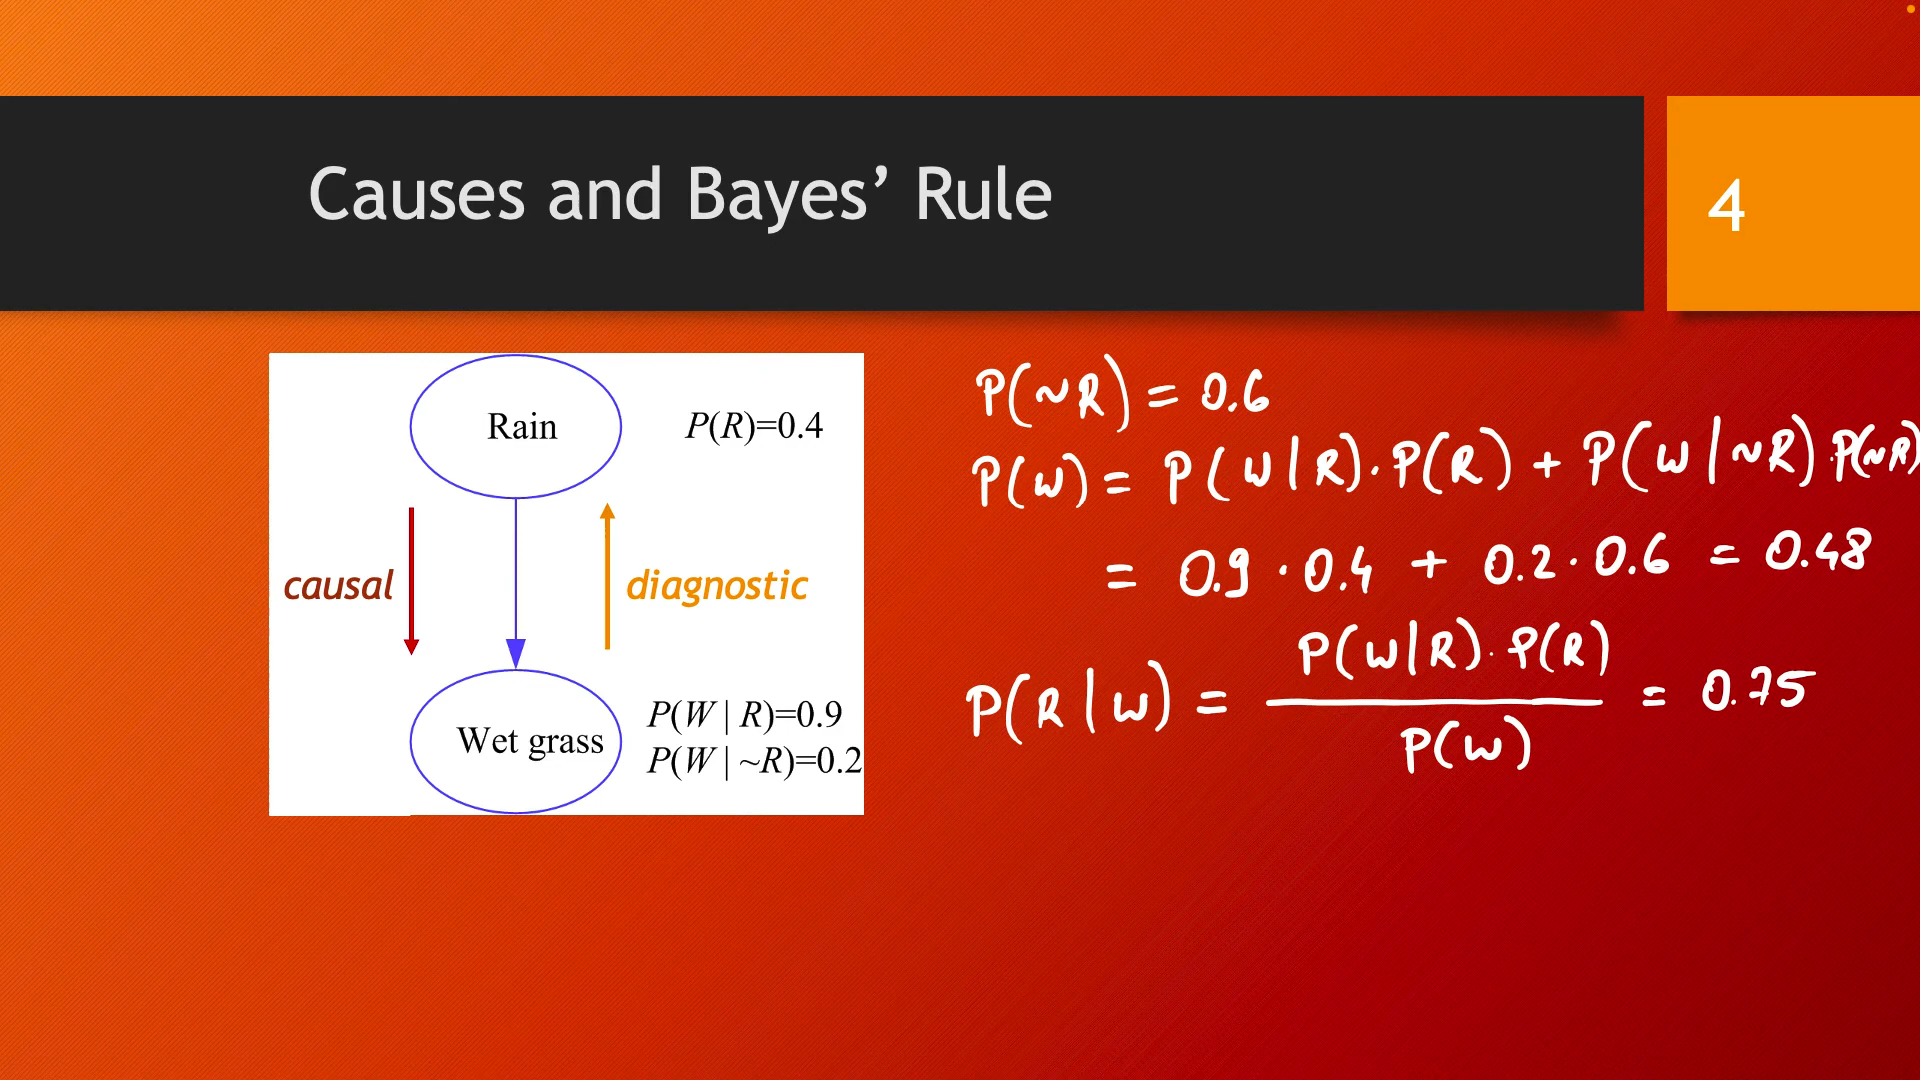 Causes and Bayes’ Rule
4
Rain
P(R)=0.4
causal
diagnostic
Wet grass
P(W | R)=0.9
P(W | ~R)=0.2
P(~R) = 0.6
P(W) = P(W|R)·P(R) + P(W|~R)·P(~R)
= 0.9 · 0.4 + 0.2 · 0.6 = 0.48
P(R|W) = P(W|R)·P(R) / P(W) = 0.75